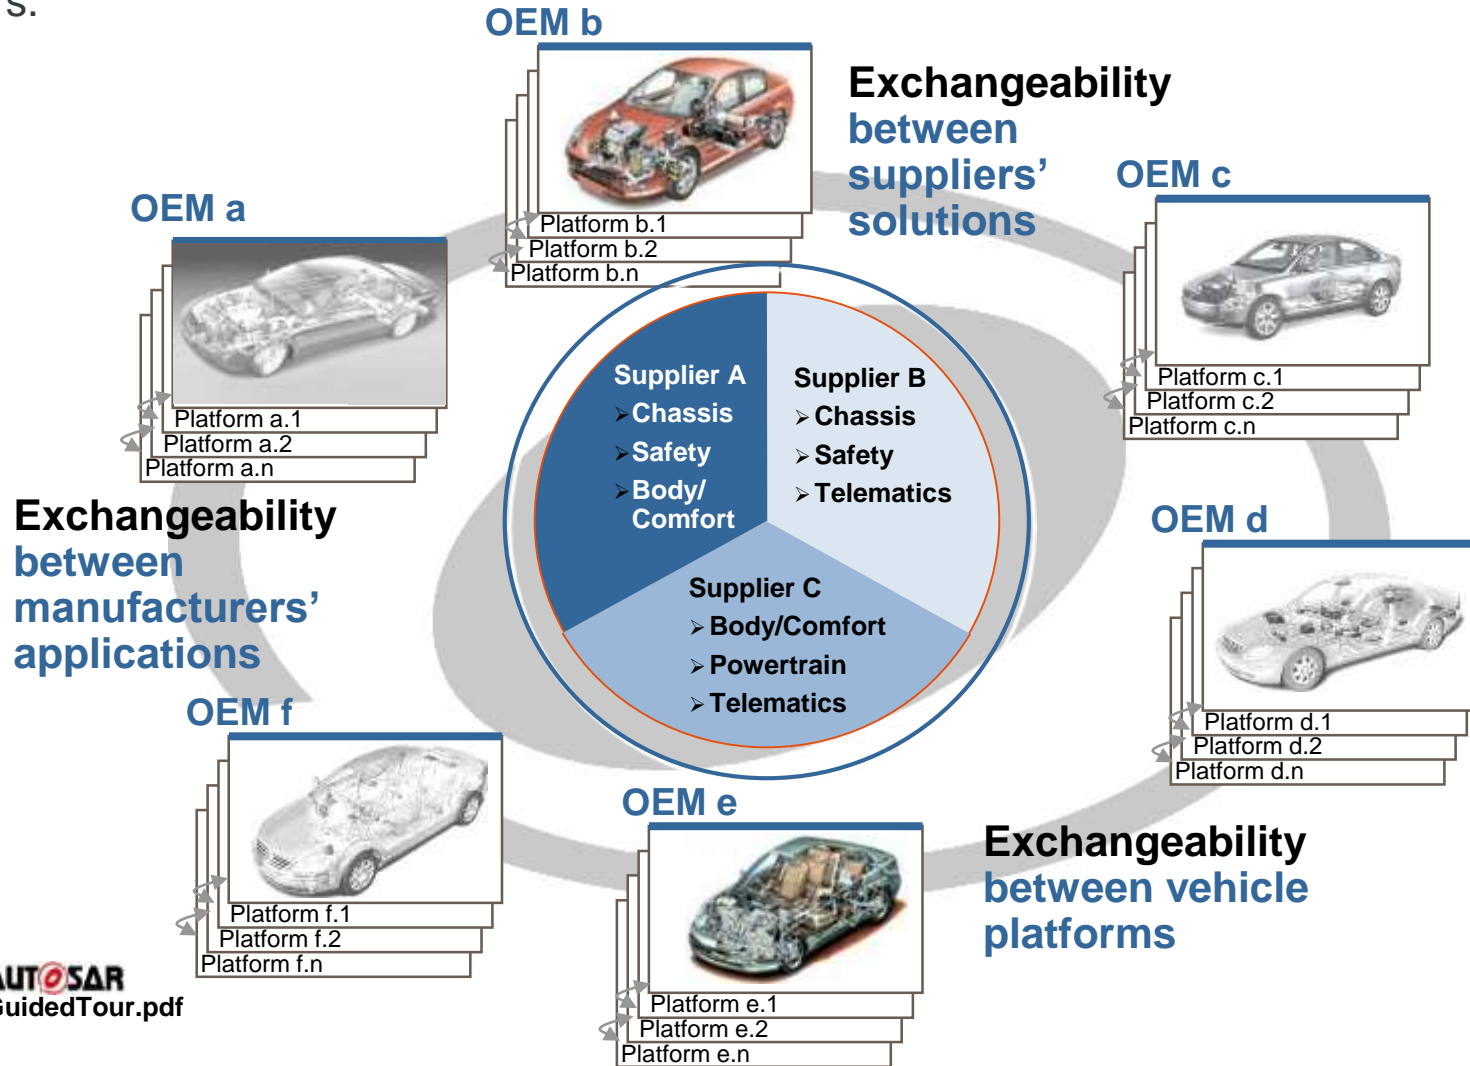 s.
OEM b
Platform b.1
Platform b.2
Platform b.n
Exchangeability
between
suppliers’
solutions
OEM c
Platform c.1
Platform c.2
Platform c.n
OEM a
Platform a.1
Platform a.2
Platform a.n
Supplier A
➢Chassis
➢Safety
➢Body/
Comfort
Supplier B
➢Chassis
➢Safety
➢Telematics
Supplier C
➢Body/Comfort
➢Powertrain
➢Telematics
Exchangeability
between
manufacturers’
applications
OEM d
Platform d.1
Platform d.2
Platform d.n
OEM f
Platform f.1
Platform f.2
Platform f.n
OEM e
Platform e.1
Platform e.2
Platform e.n
Exchangeability
between vehicle
platforms
AUTOSAR
GuidedTour.pdf